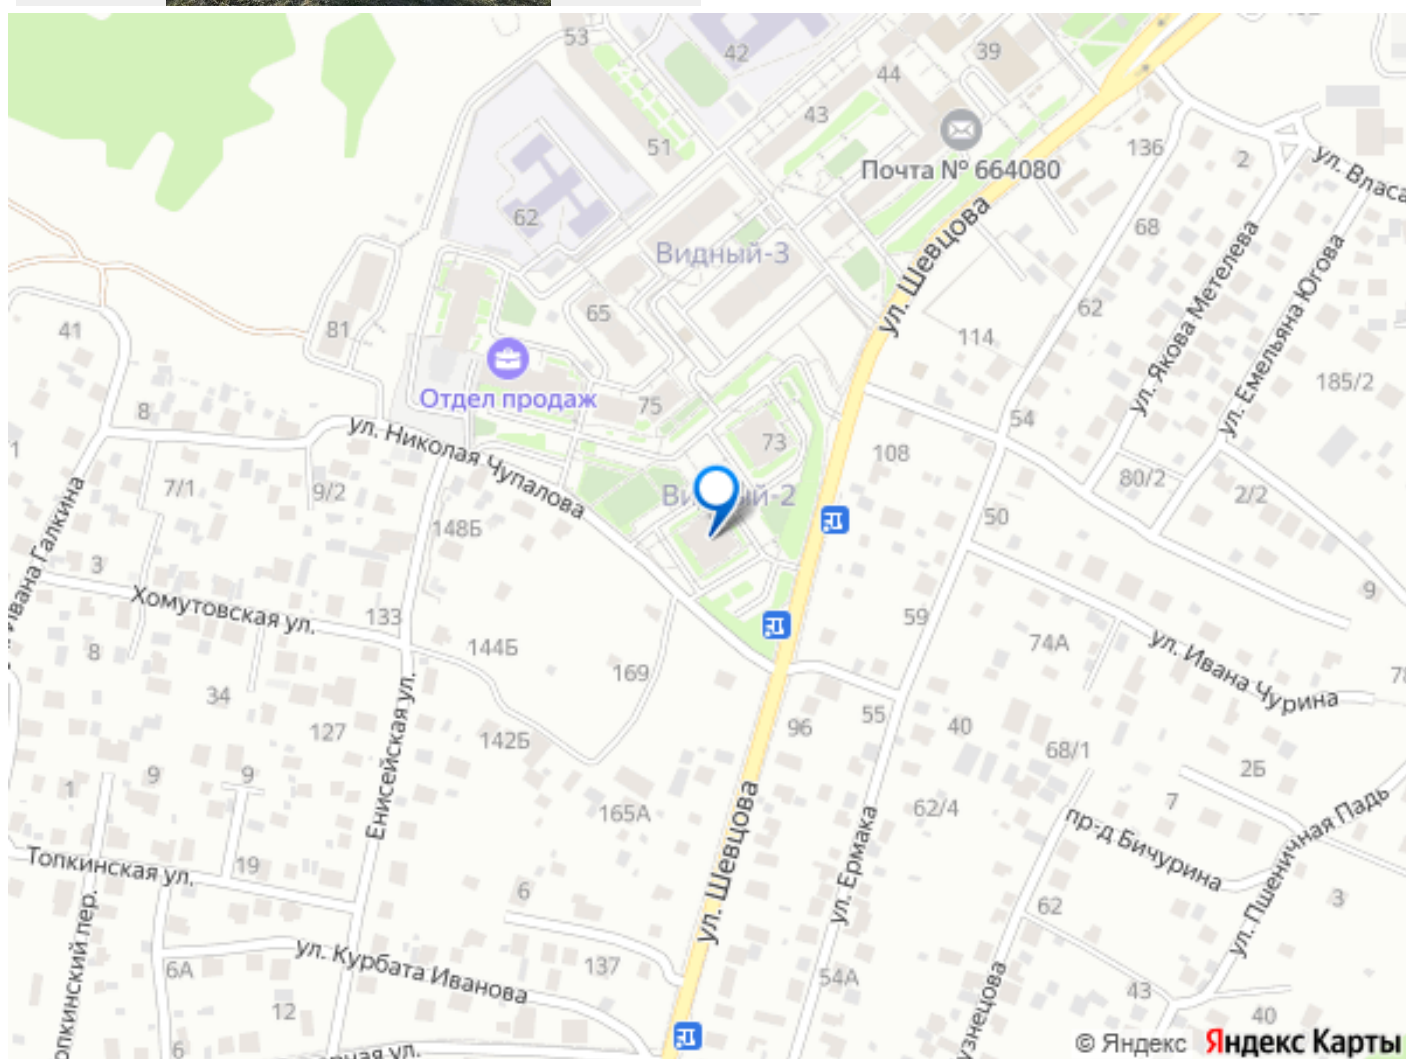 53
42
39
44
43
51
Почта № 664080
136
2
ул. Власа
62
68
ул. Шевцова
ул. Якова Метелева
ул. Емельяна Югова
Видный-3
41
81
65
62
114
185/2
Отдел продаж
75
8
54
ул. Николая Чупалова
73
108
1
7/1
9/2
80/2
2/2
Видный-2
148Б
50
Ивана Галкина
3
9
Хомутовская ул.
133
59
74А
ул. Ивана Чурина
8
144Б
169
34
55
127
142Б
96
40
68/1
2Б
Енисейская ул.
1
9
9
165А
62/4
7
пр-д Бичурина
ул. Пшеничная Падь
Топкинская ул.
19
6
ул. Шевцова
ул. Ермака
62
3
ул. Курбата Иванова
6А
137
54А
43
12
40
6
© Яндекс Яндекс Карты